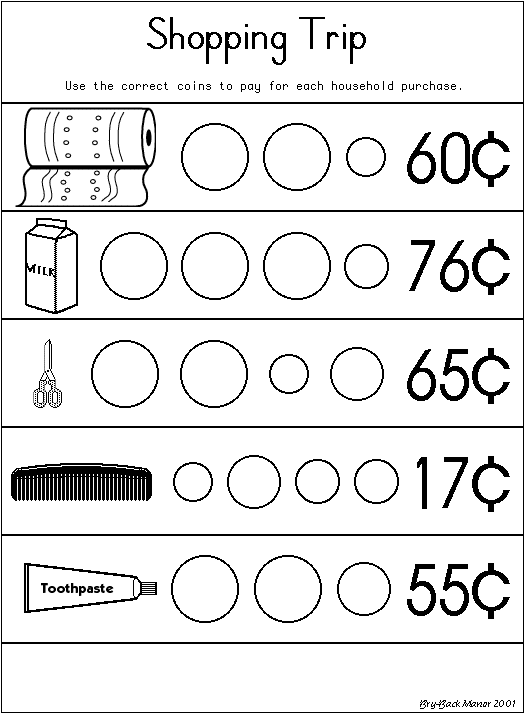 Shopping Trip
Use the correct coins to pay for each household purchase.
60¢
MILK
76¢
65¢
17¢
Toothpaste
55¢
Bry-Back Manor 2001